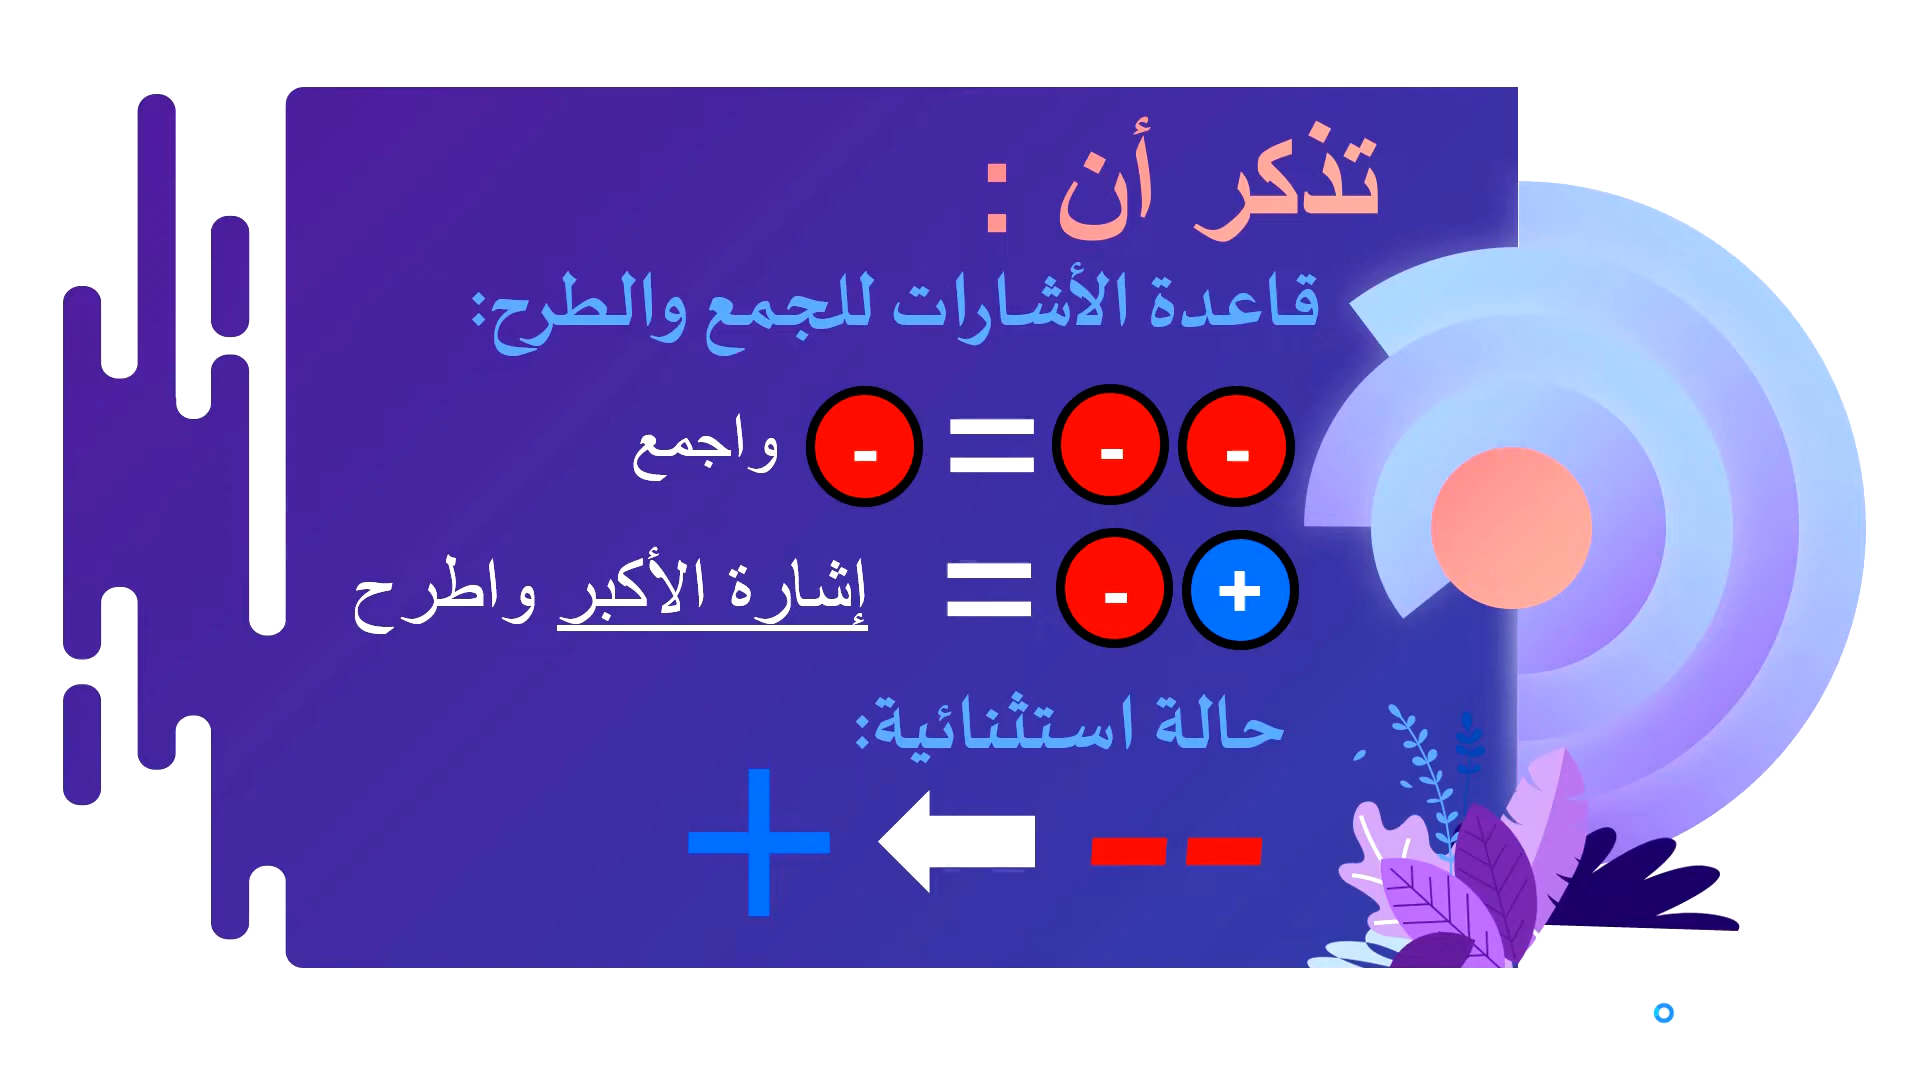 تذكر أن :
قاعدة الأشارات للجمع والطرح:
- - = - واجمع
+ - = إشارة الأكبر واطرح
حالة استثنائية:
- - ← +